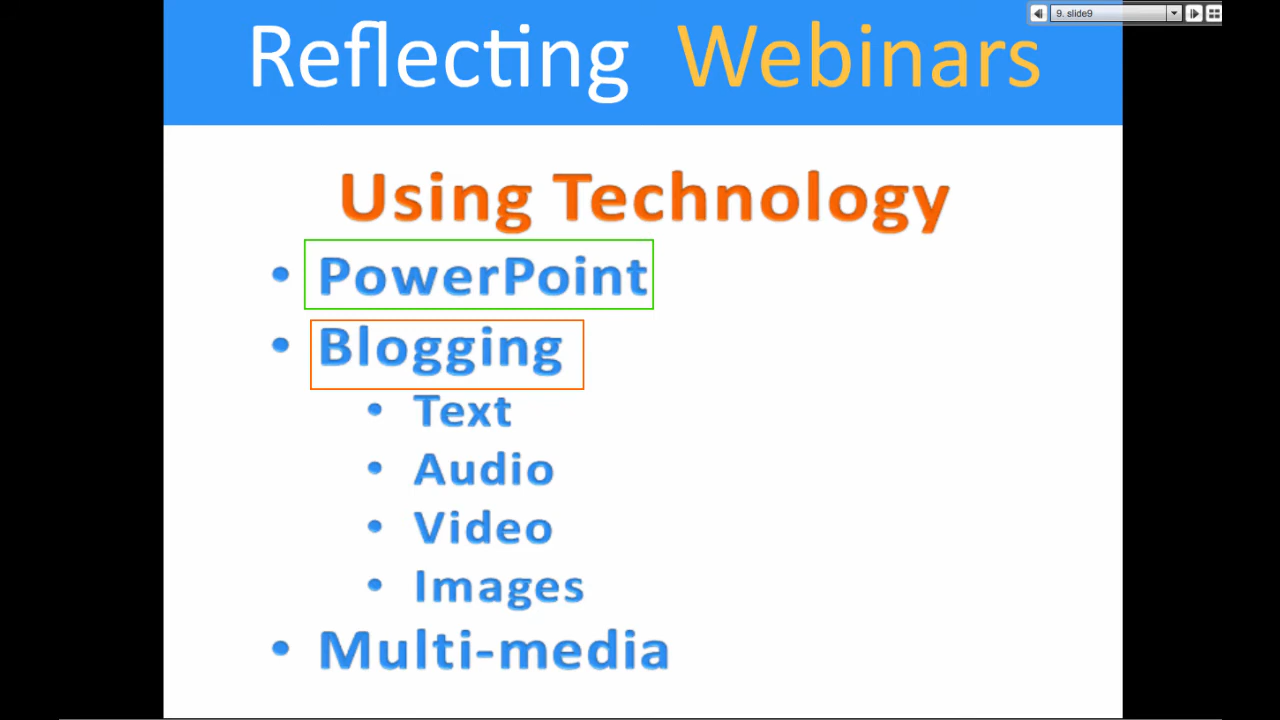 9. slide9
Reflecting Webinars
Using Technology
• PowerPoint
• Blogging
• Text
• Audio
• Video
• Images
• Multi-media